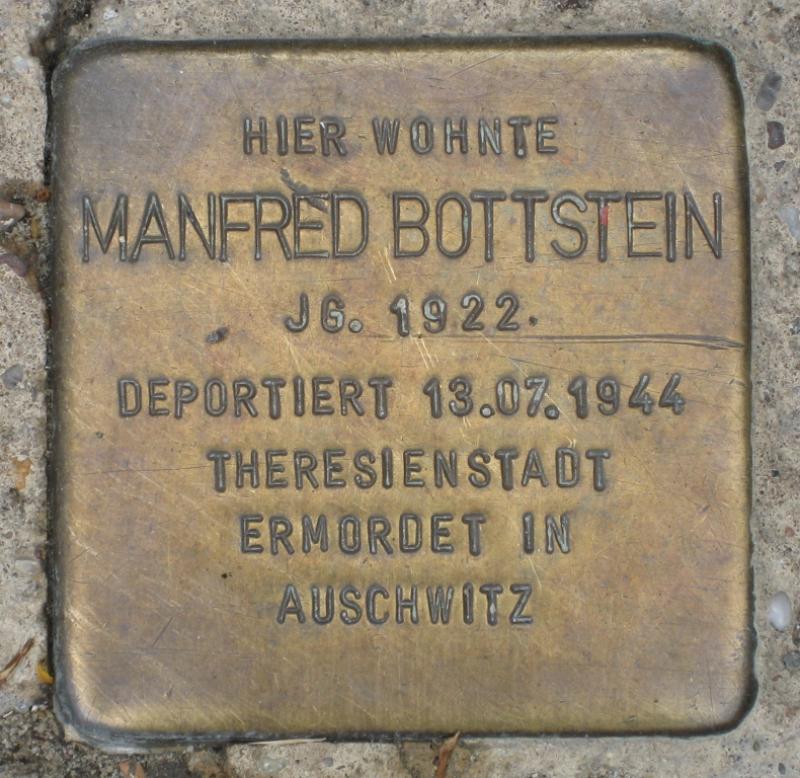 HIER WOHNTE
MANFRED BOTTSTEIN
JG. 1922
DEPORTIERT 13.07.1944
THERESIENSTADT
ERMORDET IN
AUSCHWITZ